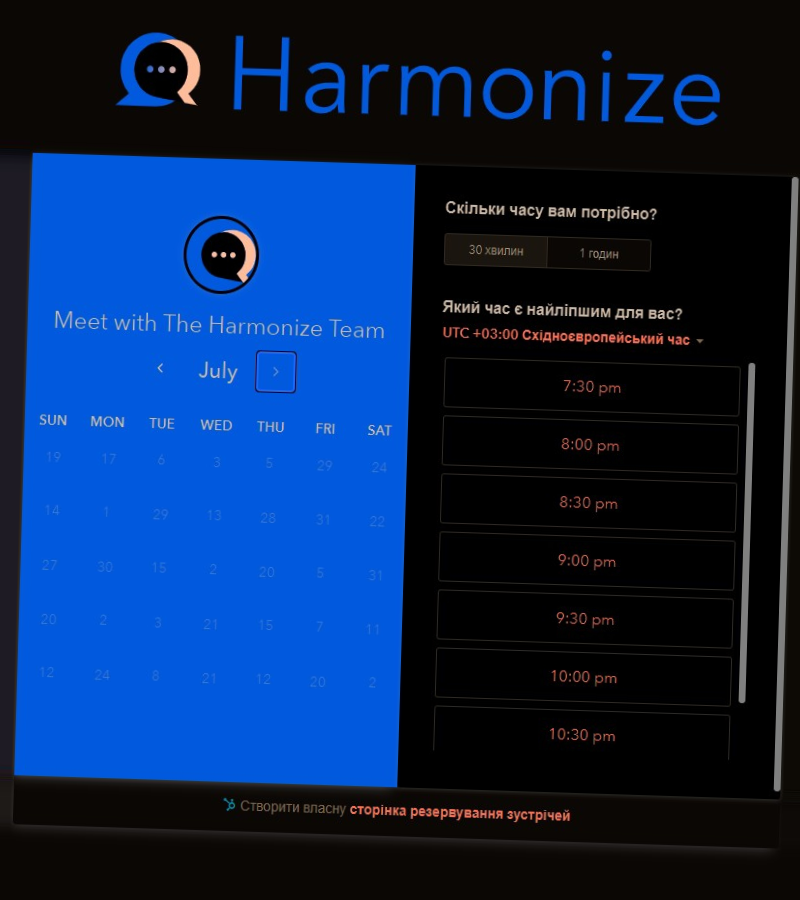 Harmonize
Meet with The Harmonize Team
July
SUN MON TUE WED THU FRI SAT
19 17 6 3 5 29 24
14 1 29 13 28 31 22
27 30 15 2 20 5 31
20 2 3 21 15 7 11
12 24 8 21 12 20 2
Скільки часу вам потрібно?
30 хвилин 1 годин
Який час є найліпшим для вас?
UTC +03:00 Східноєвропейський час
7:30 pm
8:00 pm
8:30 pm
9:00 pm
9:30 pm
10:00 pm
10:30 pm
Створити власну сторінка резервування зустрічей